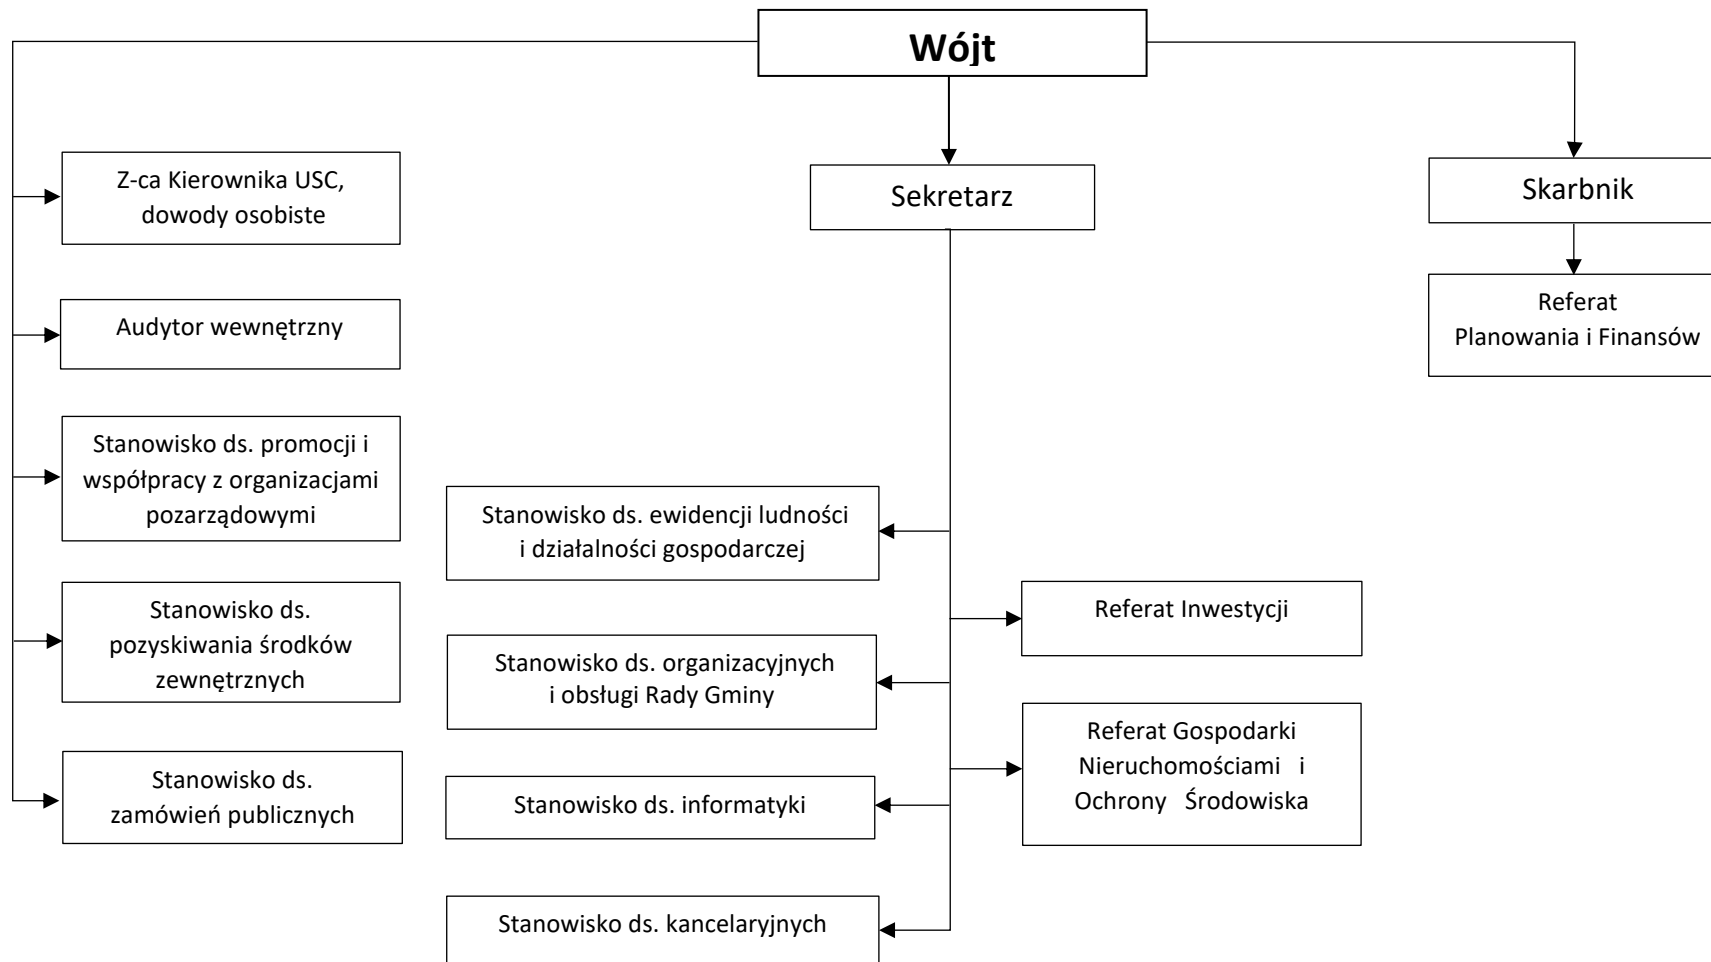 Wójt
Z-ca Kierownika USC,
dowody osobiste
Audytor wewnętrzny
Stanowisko ds. promocji i
współpracy z organizacjami
pozarządowymi
Stanowisko ds.
pozyskiwania środków
zewnętrznych
Stanowisko ds.
zamówień publicznych
Sekretarz
Stanowisko ds. ewidencji ludności
i działalności gospodarczej
Stanowisko ds. organizacyjnych
i obsługi Rady Gminy
Stanowisko ds. informatyki
Stanowisko ds. kancelaryjnych
Referat Inwestycji
Referat Gospodarki
Nieruchomościami i
Ochrony Środowiska
Skarbnik
Referat
Planowania i Finansów